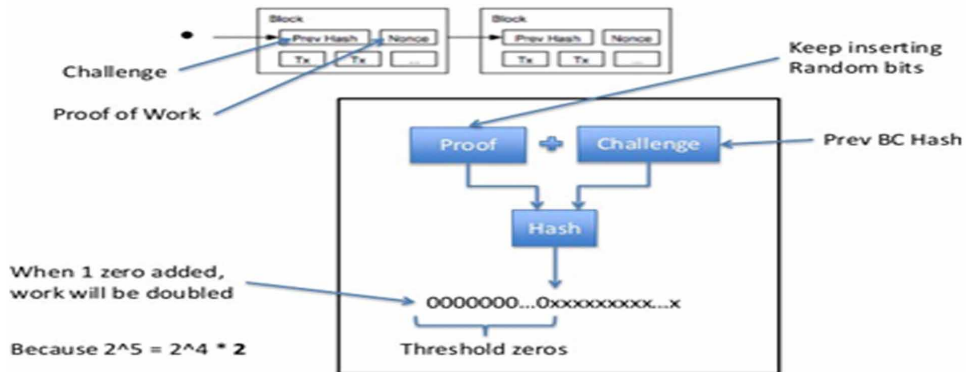 Block
Prev Hash
Nonce
Tx
Tx
...
Block
Prev Hash
Nonce
Tx
Tx
...
Challenge
Proof of Work
Keep inserting
Random bits
Proof
Challenge
Prev BC Hash
Hash
When 1 zero added,
work will be doubled
0000000...0xxxxxxxxx...x
Because 2^5 = 2^4 * 2
Threshold zeros